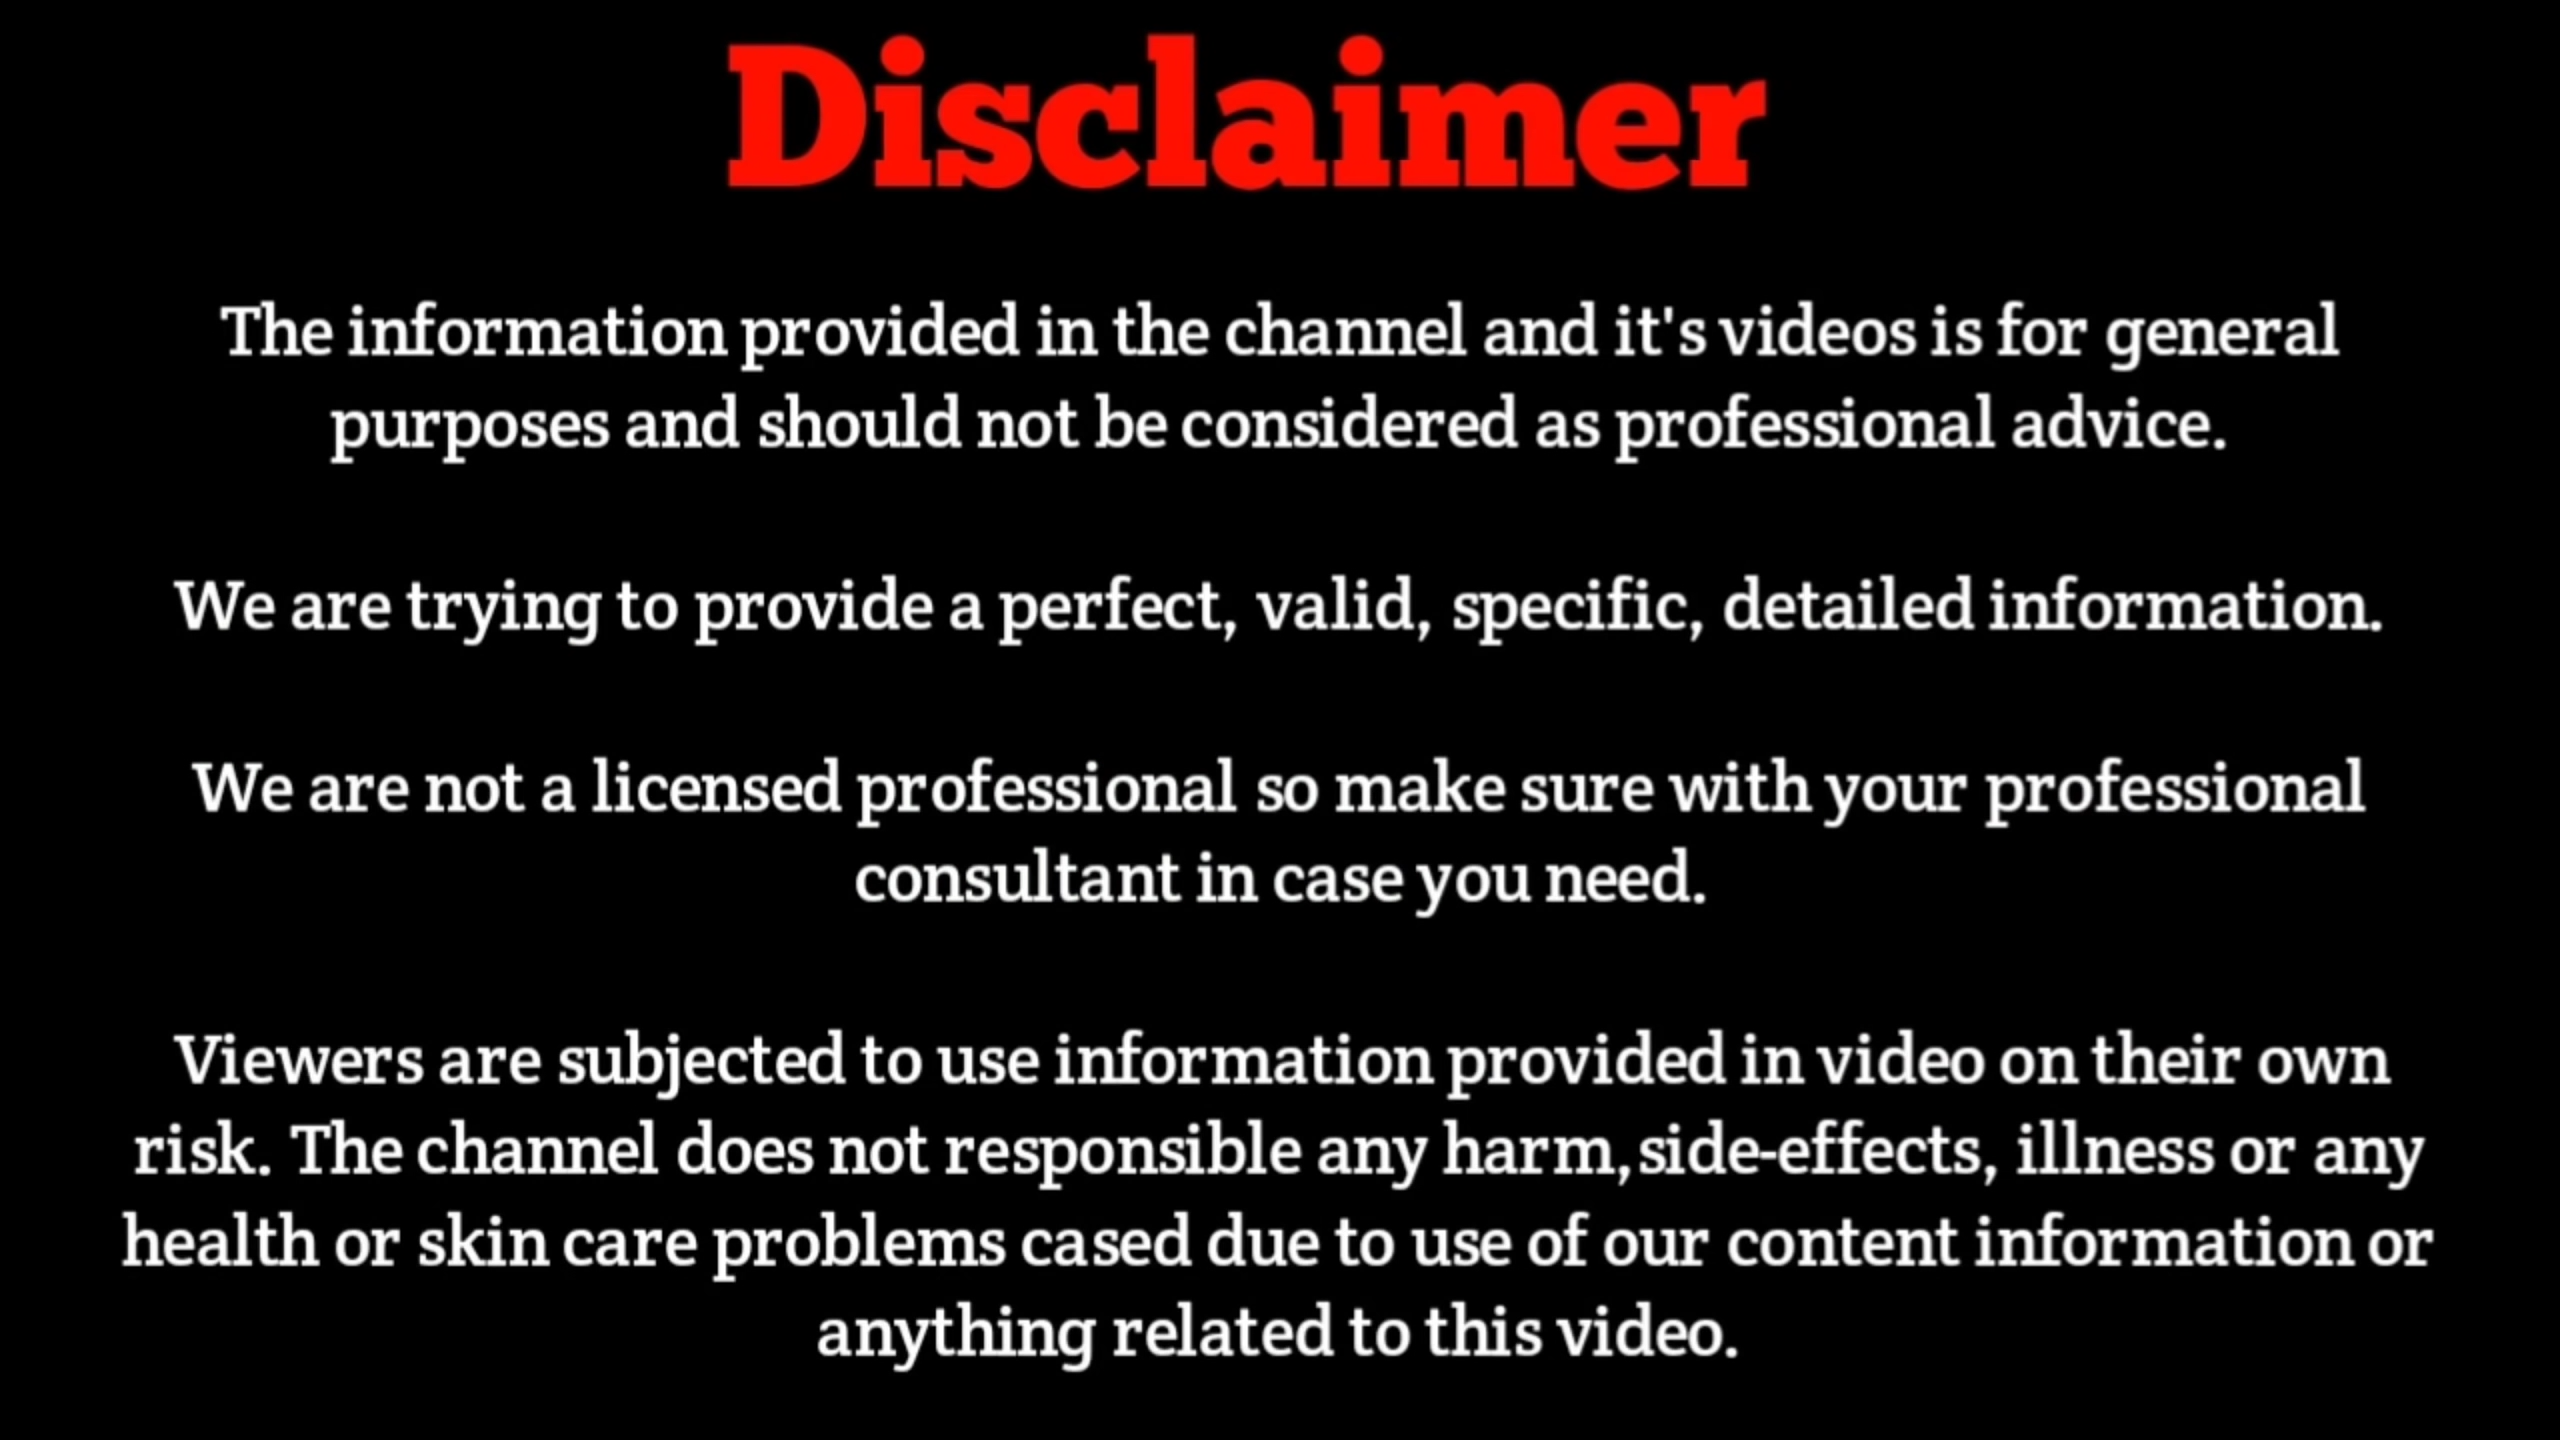 Disclaimer
The information provided in the channel and it's videos is for general
purposes and should not be considered as professional advice.
We are trying to provide a perfect, valid, specific, detailed information.
We are not a licensed professional so make sure with your professional
consultant in case you need.
Viewers are subjected to use information provided in video on their own
risk. The channel does not responsible any harm,side-effects, illness or any
health or skin care problems cased due to use of our content information or
anything related to this video.